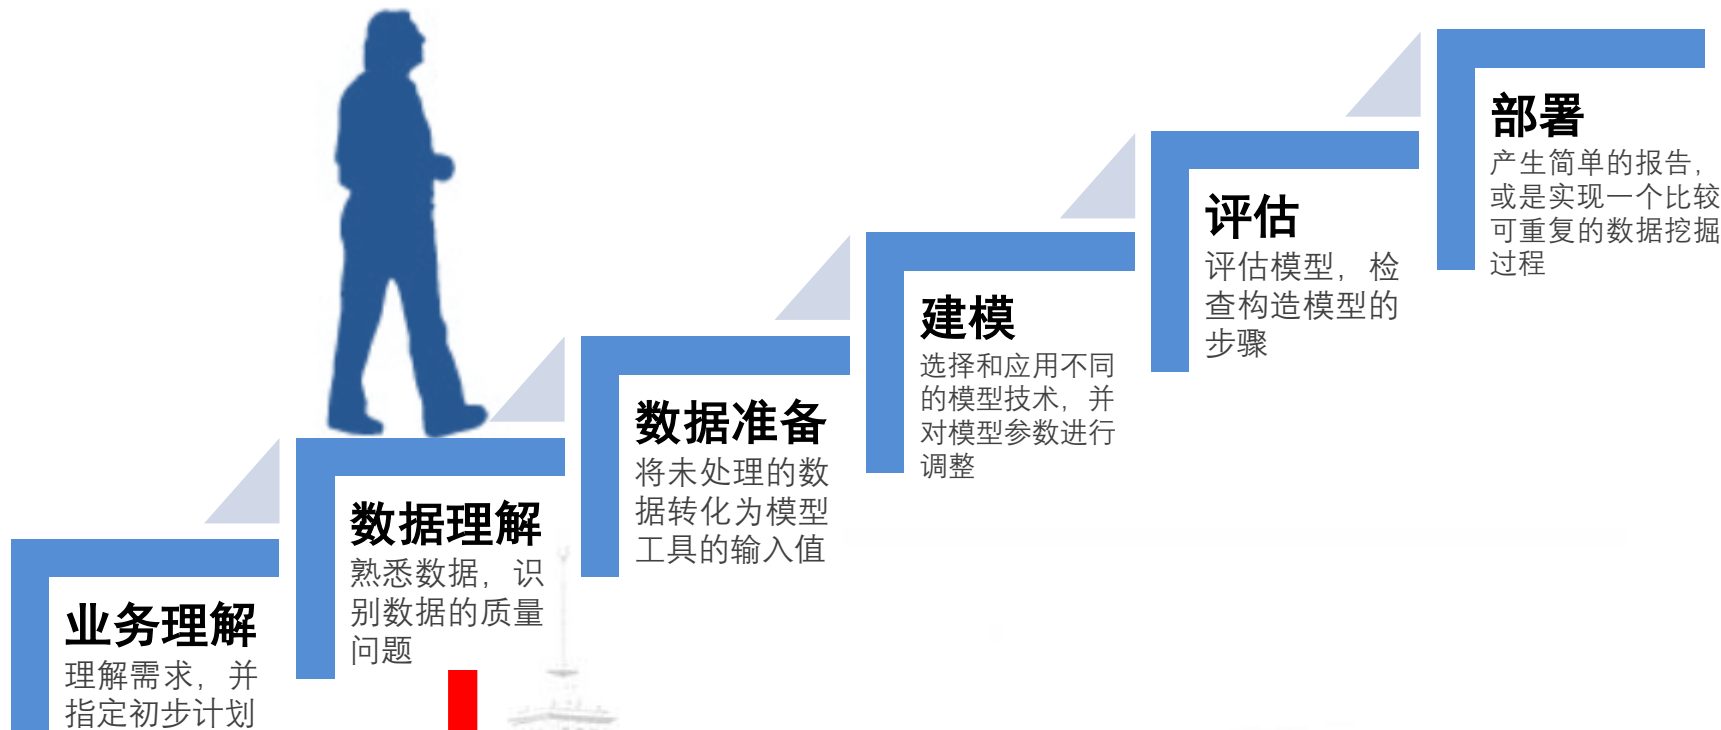 业务理解
理解需求，并
指定初步计划
数据理解
熟悉数据，识
别数据的质量
问题
数据准备
将未处理的数
据转化为模型
工具的输入值
建模
选择和应用不同
的模型技术，并
对模型参数进行
调整
评估
评估模型，检
查构造模型的
步骤
部署
产生简单的报告，
或是实现一个比较
可重复的数据挖掘
过程